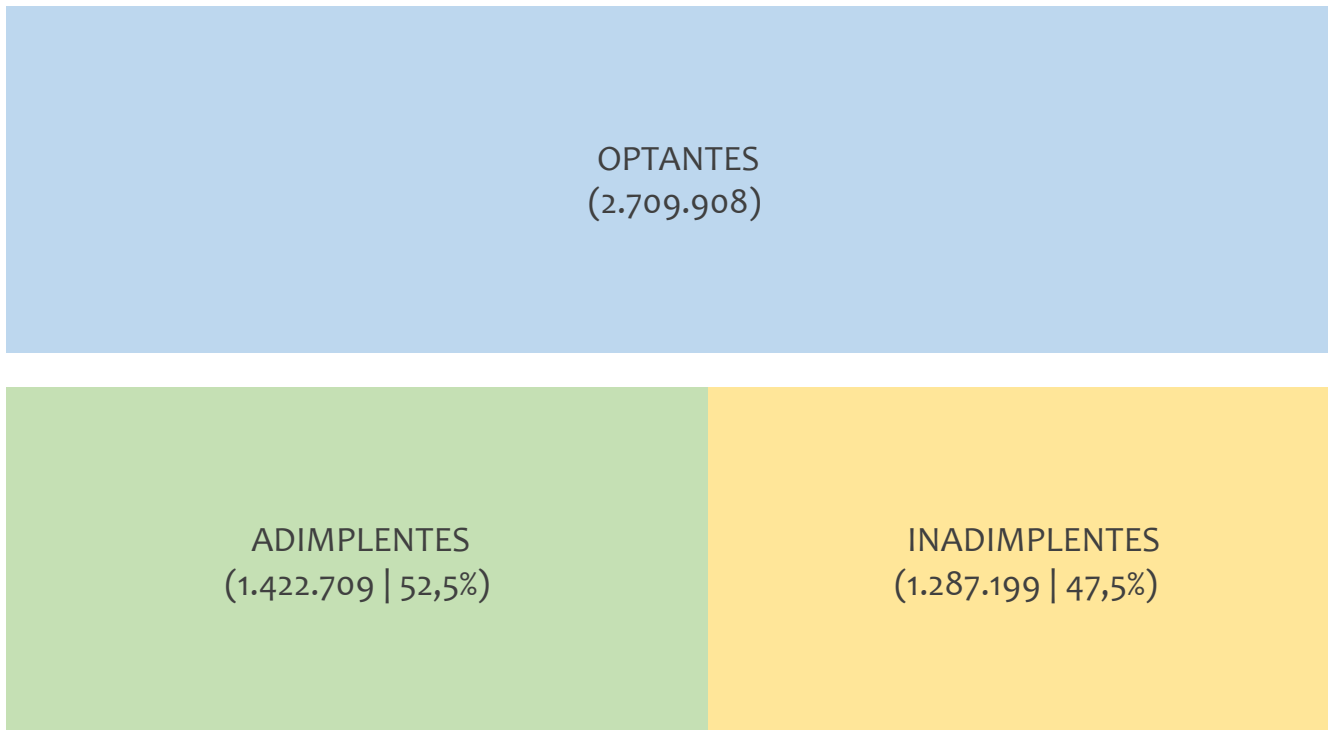 OPTANTES
(2.709.908)
ADIMPLENTES
(1.422.709 | 52,5%)
INADIMPLENTES
(1.287.199 | 47,5%)